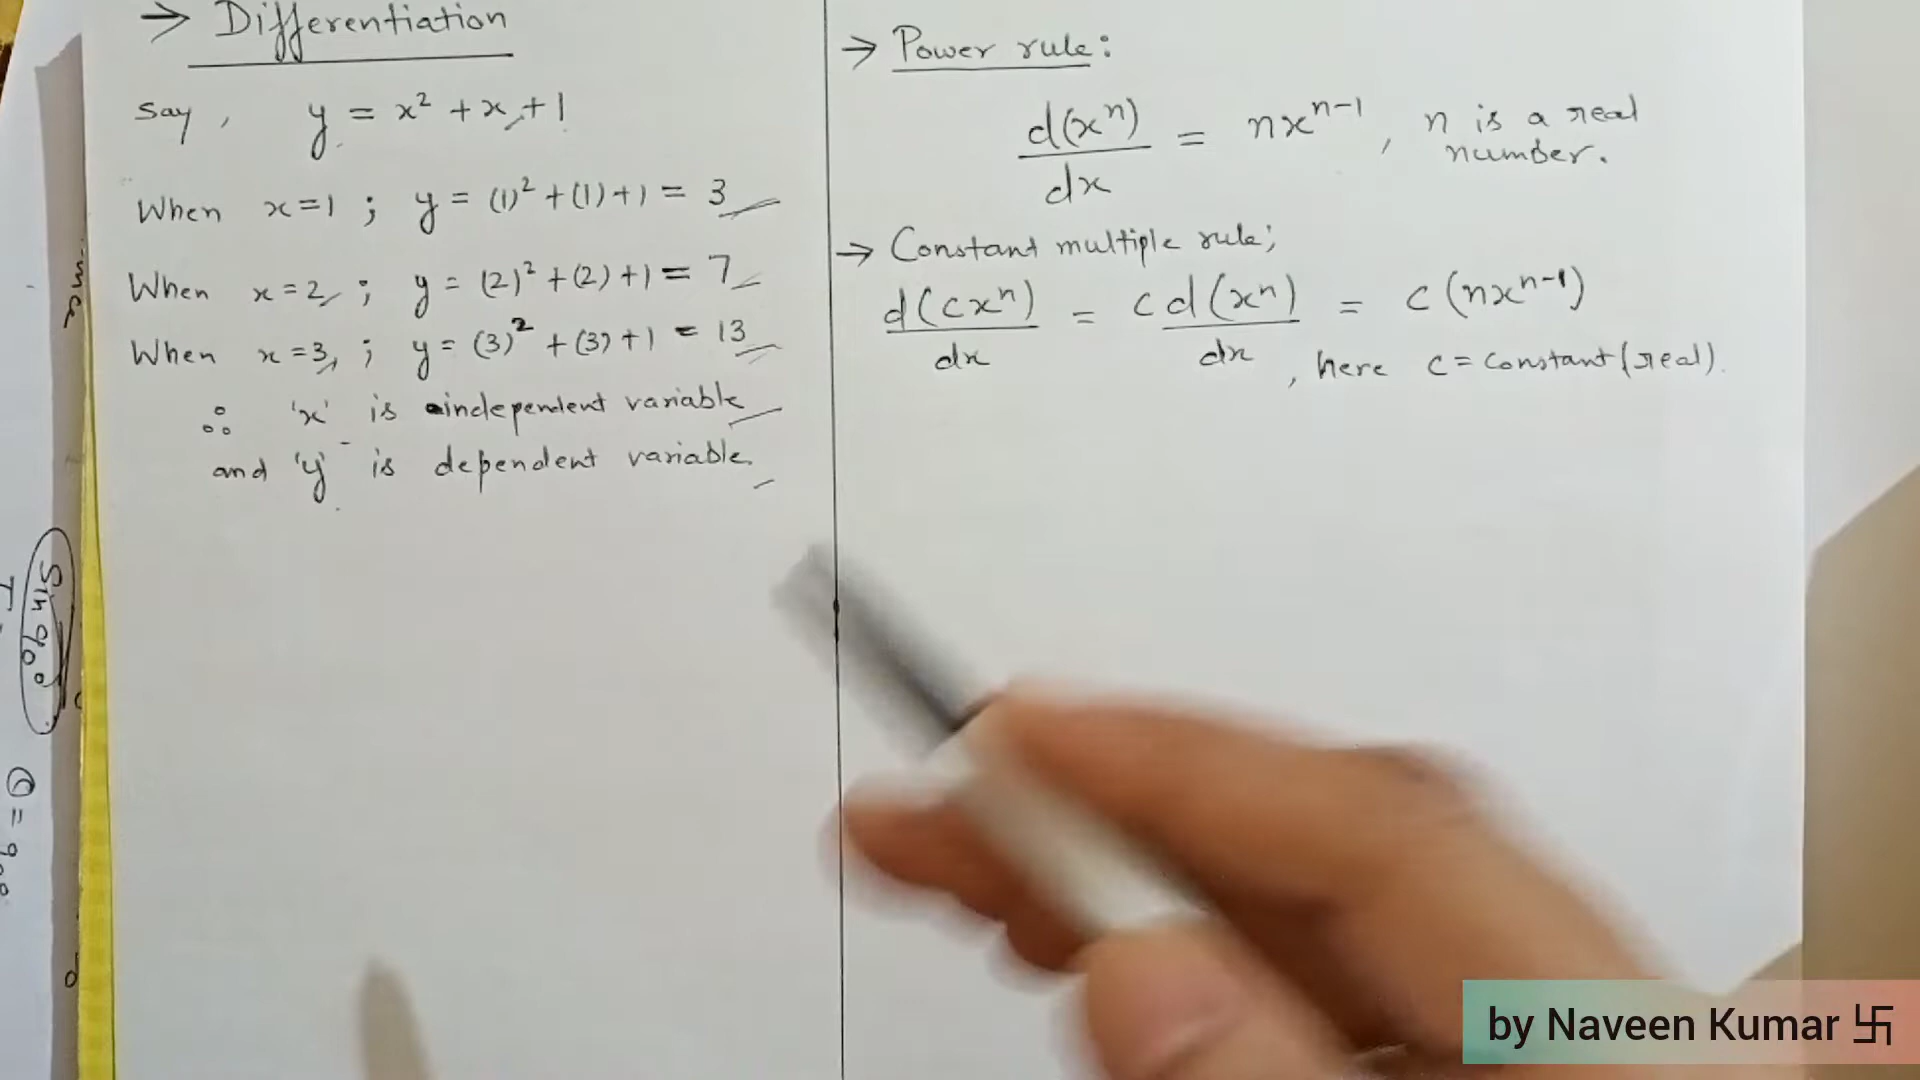 → Differentiation
Say, y = x² + x + 1
When x=1 ; y = (1)² + (1) + 1 = 3
When x=2 ; y = (2)² + (2) + 1 = 7
When x=3 ; y = (3)² + (3) + 1 = 13
∴ 'x' is independent variable
and 'y' is dependent variable.
→ Power rule:
d(xⁿ)/dx = nxⁿ⁻¹, n is a real
number.
→ Constant multiple rule;
d(cxⁿ)/dx = c d(xⁿ)/dx = c(nxⁿ⁻¹)
, here c = constant (real).
Sin 90°
by Naveen Kumar 卐